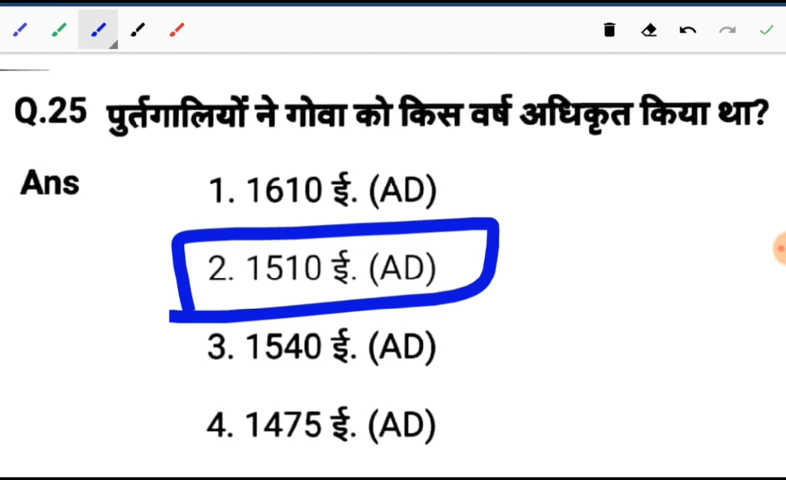 Q.25 पुर्तगालियों ने गोवा को किस वर्ष अधिकृत किया था?
Ans
1. 1610 ई. (AD)
2. 1510 ई. (AD)
3. 1540 ई. (AD)
4. 1475 ई. (AD)